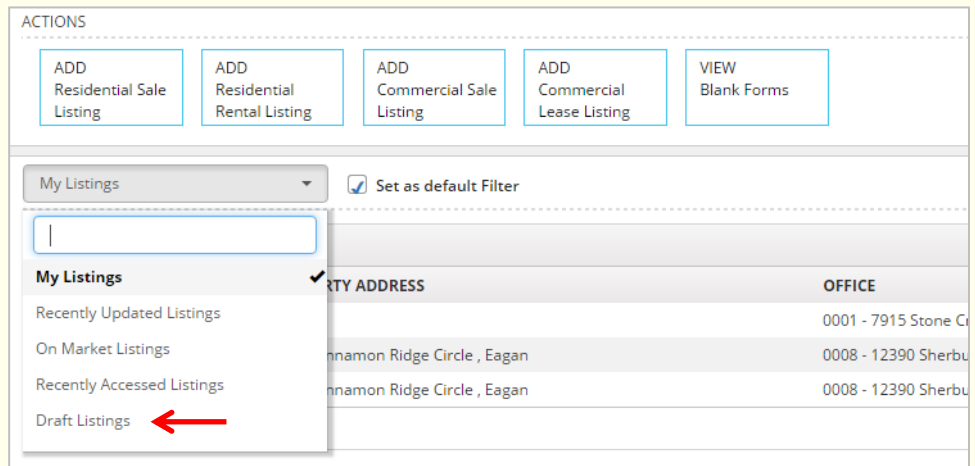 ACTIONS
ADD
Residential Sale
Listing
ADD
Residential
Rental Listing
ADD
Commercial Sale
Listing
ADD
Commercial
Lease Listing
VIEW
Blank Forms
My Listings
Set as default Filter
My Listings
Recently Updated Listings
On Market Listings
Recently Accessed Listings
Draft Listings
RTY ADDRESS
OFFICE
0001 - 7915 Stone Cr
nnamon Ridge Circle , Eagan
0008 - 12390 Sherbu
nnamon Ridge Circle , Eagan
0008 - 12390 Sherbu